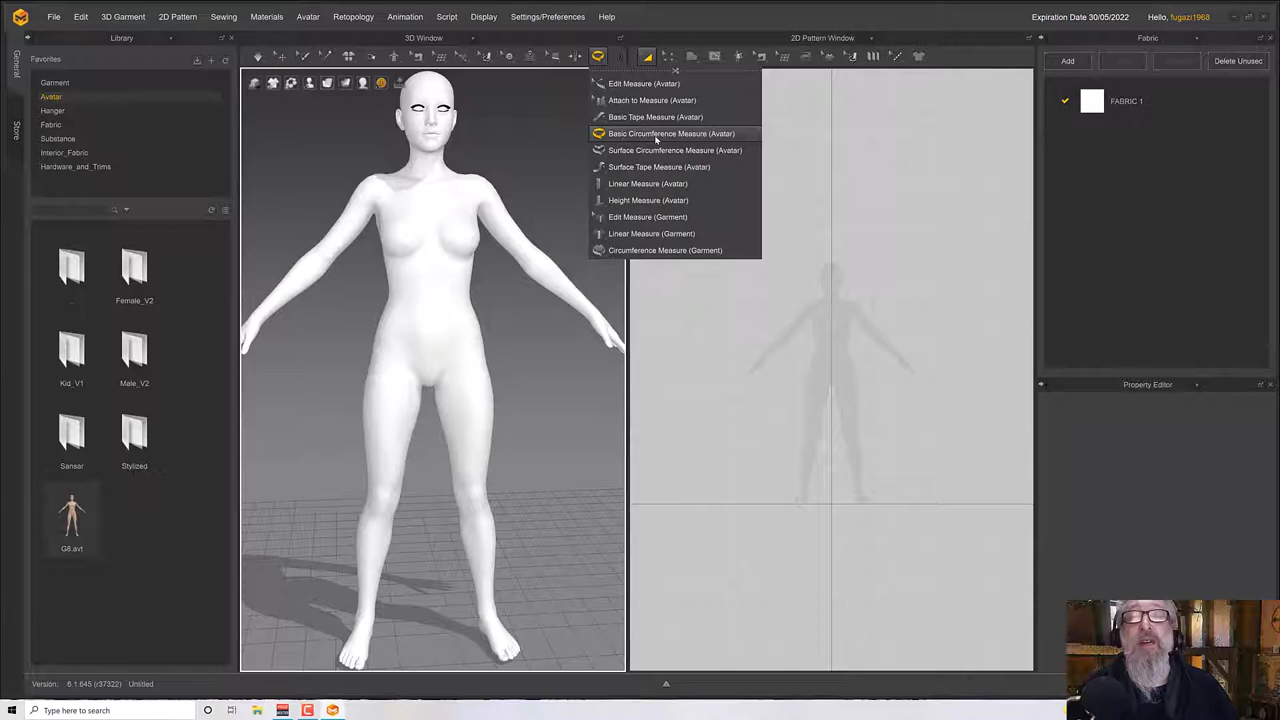 File 3D Garment 2D Pattern Sewing Materials Avatar Retopology Animation Script Display Settings/Preferences Help
Expiration Date 30/05/2022 Hello, fugazi1968
Library
3D Window
2D Pattern Window
Fabric
General
Store
Favorites
Garment
Avatar
Hanger
Fabric
Substance
Interior_Fabric
Hardware_and_Trims
..
Female_V2
Kid_V1
Male_V2
Sansar
Stylized
G8.avt
Edit Measure (Avatar)
Attach to Measure (Avatar)
Basic Tape Measure (Avatar)
Basic Circumference Measure (Avatar)
Surface Circumference Measure (Avatar)
Surface Tape Measure (Avatar)
Linear Measure (Avatar)
Height Measure (Avatar)
Edit Measure (Garment)
Linear Measure (Garment)
Circumference Measure (Garment)
Add
Delete Unused
FABRIC 1
Property Editor
Version: 6.1.645 (r37322) Untitled
Type here to search